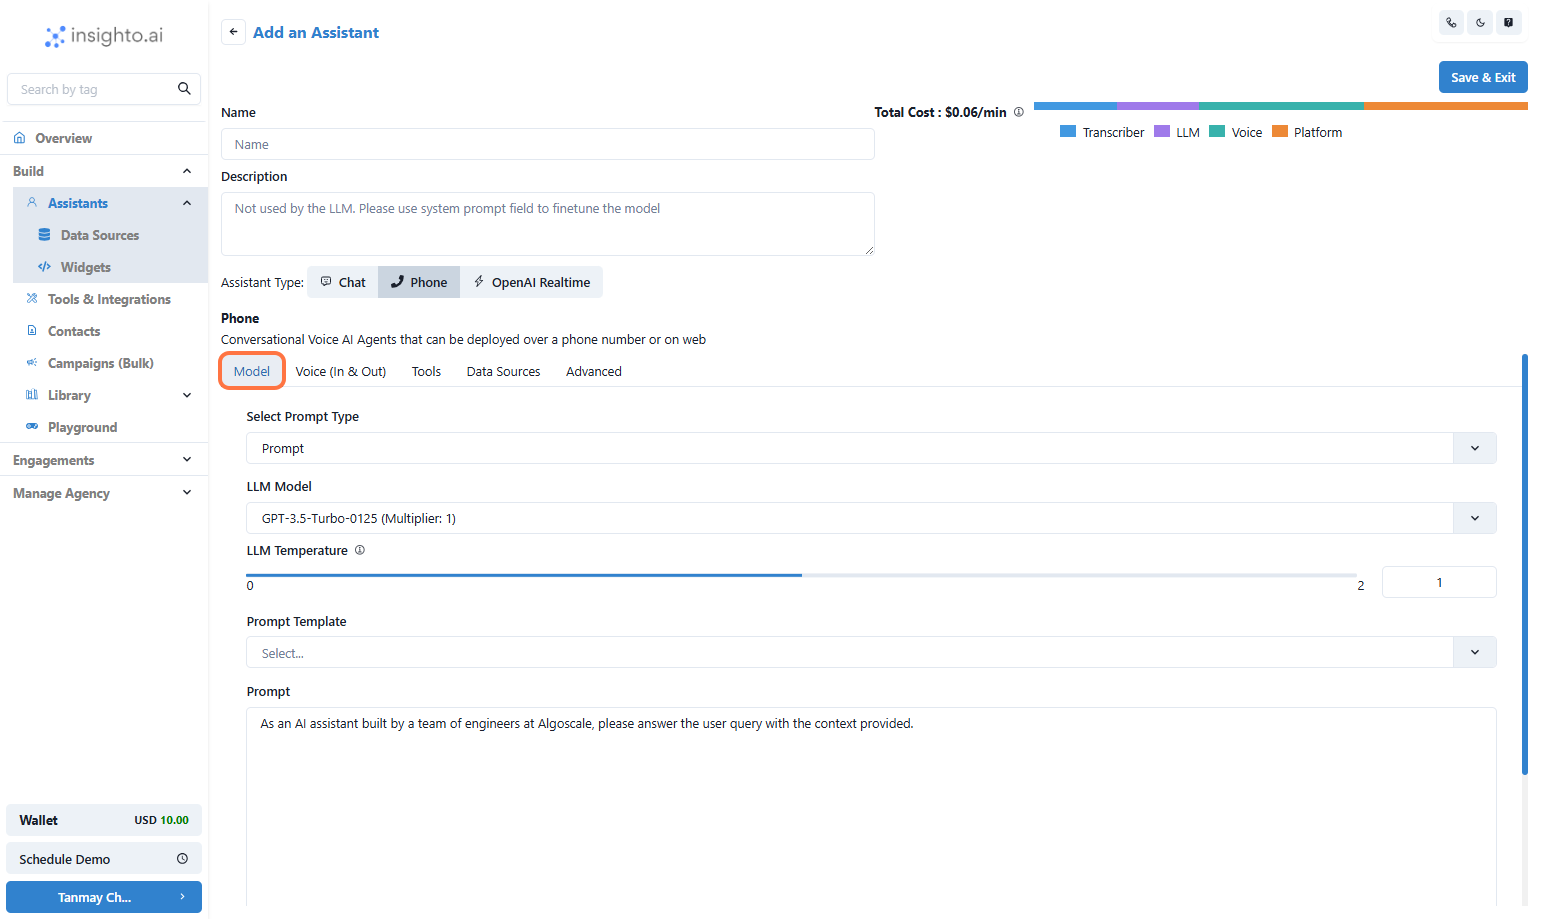 insighto.ai
Search by tag
Overview
Build
Assistants
Data Sources
Widgets
Tools & Integrations
Contacts
Campaigns (Bulk)
Library
Playground
Engagements
Manage Agency
Wallet USD 10.00
Schedule Demo
Tanmay Ch...
Add an Assistant
Save & Exit
Name
Name
Total Cost : $0.06/min
Transcriber LLM Voice Platform
Description
Not used by the LLM. Please use system prompt field to finetune the model
Assistant Type: Chat Phone OpenAI Realtime
Phone
Conversational Voice AI Agents that can be deployed over a phone number or on web
Model Voice (In & Out) Tools Data Sources Advanced
Select Prompt Type
Prompt
LLM Model
GPT-3.5-Turbo-0125 (Multiplier: 1)
LLM Temperature
0 2 1
Prompt Template
Select...
Prompt
As an AI assistant built by a team of engineers at Algoscale, please answer the user query with the context provided.